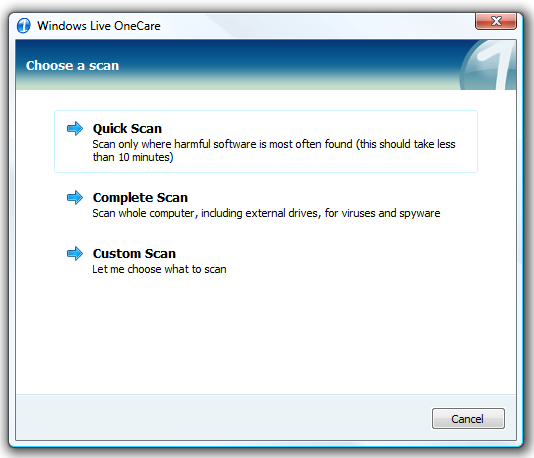 Windows Live OneCare
Choose a scan
1
Quick Scan
Scan only where harmful software is most often found (this should take less
than 10 minutes)
Complete Scan
Scan whole computer, including external drives, for viruses and spyware
Custom Scan
Let me choose what to scan
Cancel